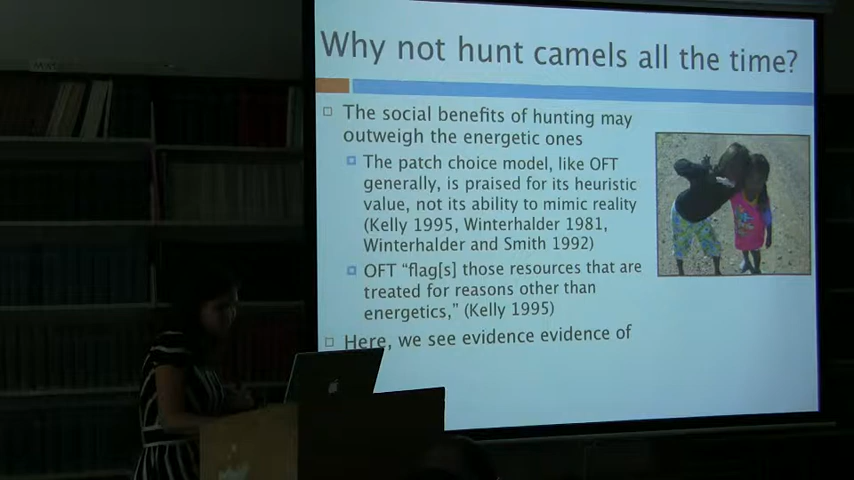 Why not hunt camels all the time?
The social benefits of hunting may
outweigh the energetic ones
The patch choice model, like OFT
generally, is praised for its heuristic
value, not its ability to mimic reality
(Kelly 1995, Winterhalder 1981,
Winterhalder and Smith 1992)
OFT “flag[s] those resources that are
treated for reasons other than
energetics,” (Kelly 1995)
Here, we see evidence evidence of